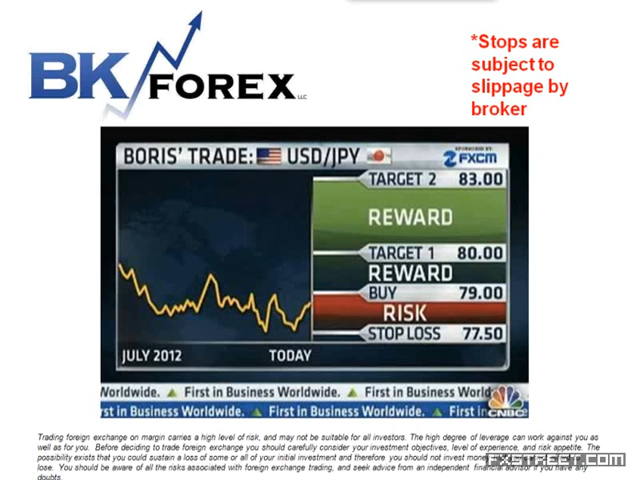 BK FOREX LLC
*Stops are
subject to
slippage by
broker
BORIS' TRADE: USD/JPY
SPONSORED BY:
FXCM
TARGET 2 83.00
REWARD
TARGET 1 80.00
REWARD
BUY 79.00
RISK
STOP LOSS 77.50
JULY 2012 TODAY
Worldwide. ▲ First in Business Worldwide. ▲ First in Business World
rst in Business Worldwide. ▲ First in Business Worldwide. ▲ First in
CNBC
Trading foreign exchange on margin carries a high level of risk, and may not be suitable for all investors. The high degree of leverage can work against you as
well as for you. Before deciding to trade foreign exchange you should carefully consider your investment objectives, level of experience, and risk appetite. The
possibility exists that you could sustain a loss of some or all of your initial investment and therefore you should not invest
lose. You should be aware of all the risks associated with foreign exchange trading, and seek advice from an independent financial advisor if you have any
doubts.
FXSTREET.COM